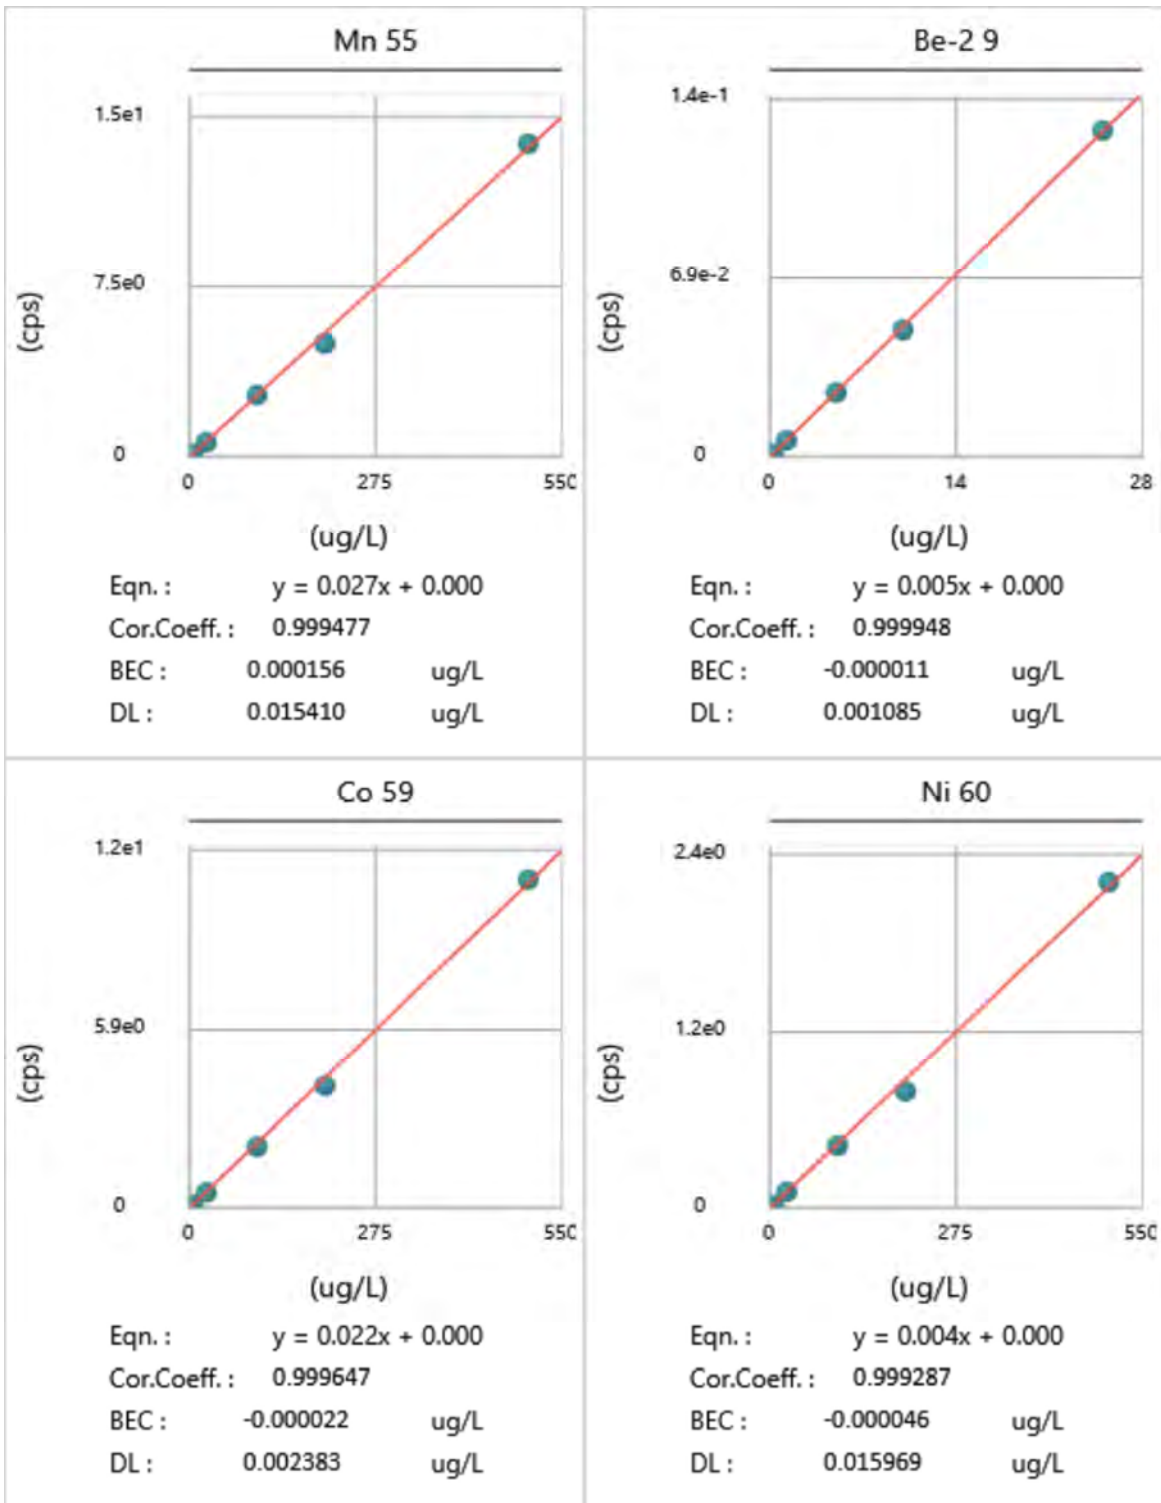 Mn 55
1.5e1
7.5e0
0
(cps)
0 275 550
(ug/L)
Eqn. : y = 0.027x + 0.000
Cor.Coeff. : 0.999477
BEC : 0.000156 ug/L
DL : 0.015410 ug/L
Be-2 9
1.4e-1
6.9e-2
0
(cps)
0 14 28
(ug/L)
Eqn. : y = 0.005x + 0.000
Cor.Coeff. : 0.999948
BEC : -0.000011 ug/L
DL : 0.001085 ug/L
Co 59
1.2e1
5.9e0
0
(cps)
0 275 550
(ug/L)
Eqn. : y = 0.022x + 0.000
Cor.Coeff. : 0.999647
BEC : -0.000022 ug/L
DL : 0.002383 ug/L
Ni 60
2.4e0
1.2e0
0
(cps)
0 275 550
(ug/L)
Eqn. : y = 0.004x + 0.000
Cor.Coeff. : 0.999287
BEC : -0.000046 ug/L
DL : 0.015969 ug/L